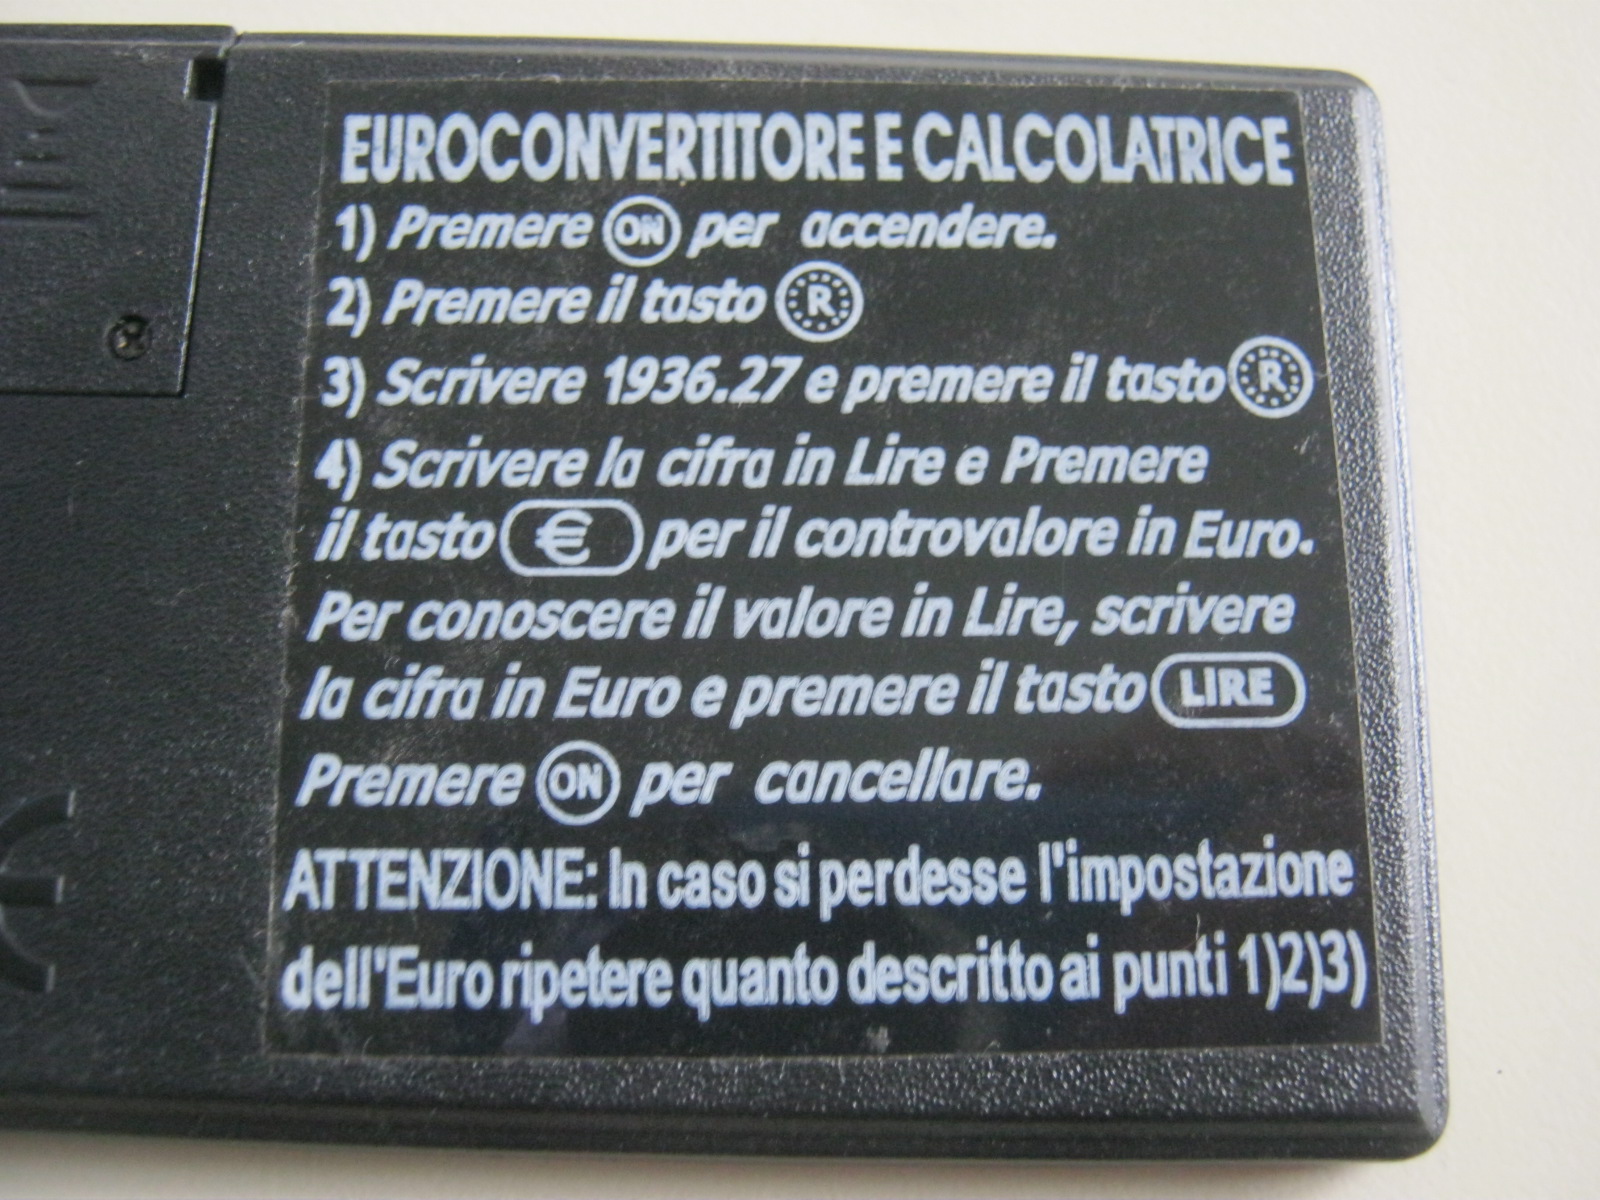 EUROCONVERTITORE E CALCOLATRICE
1) Premere ON per accendere.
2) Premere il tasto R
3) Scrivere 1936.27 e premere il tasto R
4) Scrivere la cifra in Lire e Premere
il tasto € per il controvalore in Euro.
Per conoscere il valore in Lire, scrivere
la cifra in Euro e premere il tasto LIRE
Premere ON per cancellare.
ATTENZIONE: In caso si perdesse l'impostazione
dell'Euro ripetere quanto descritto ai punti 1)2)3)